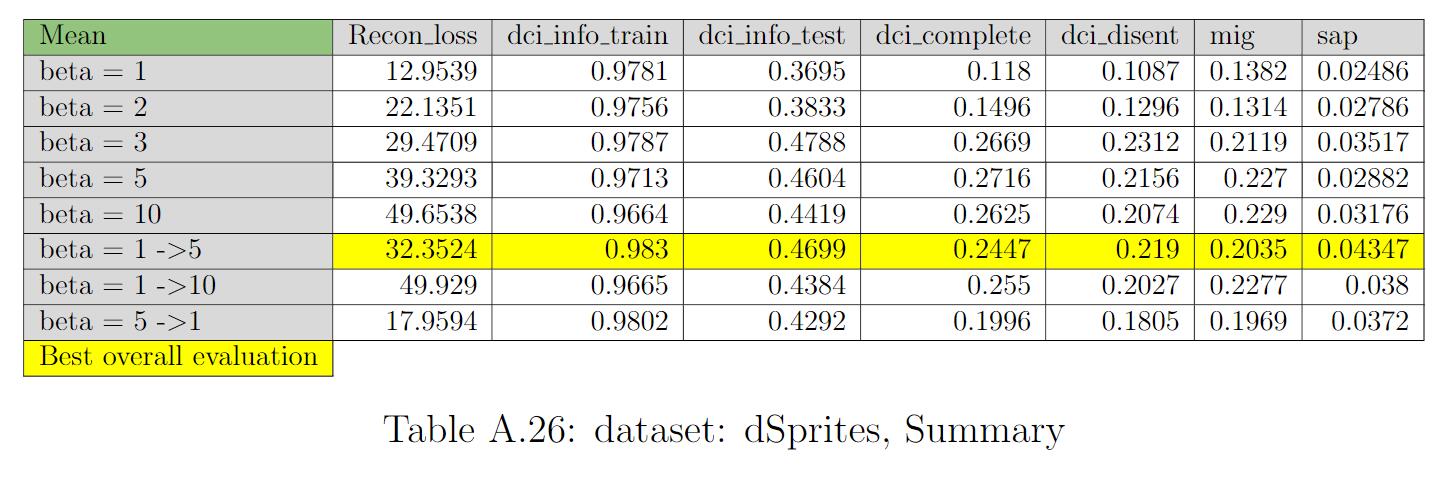 Mean Recon_loss dci_info_train dci_info_test dci_complete dci_disent mig sap
beta = 1 12.9539 0.9781 0.3695 0.118 0.1087 0.1382 0.02486
beta = 2 22.1351 0.9756 0.3833 0.1496 0.1296 0.1314 0.02786
beta = 3 29.4709 0.9787 0.4788 0.2669 0.2312 0.2119 0.03517
beta = 5 39.3293 0.9713 0.4604 0.2716 0.2156 0.227 0.02882
beta = 10 49.6538 0.9664 0.4419 0.2625 0.2074 0.229 0.03176
beta = 1 ->5 32.3524 0.983 0.4699 0.2447 0.219 0.2035 0.04347
beta = 1 ->10 49.929 0.9665 0.4384 0.255 0.2027 0.2277 0.038
beta = 5 ->1 17.9594 0.9802 0.4292 0.1996 0.1805 0.1969 0.0372
Best overall evaluation
Table A.26: dataset: dSprites, Summary